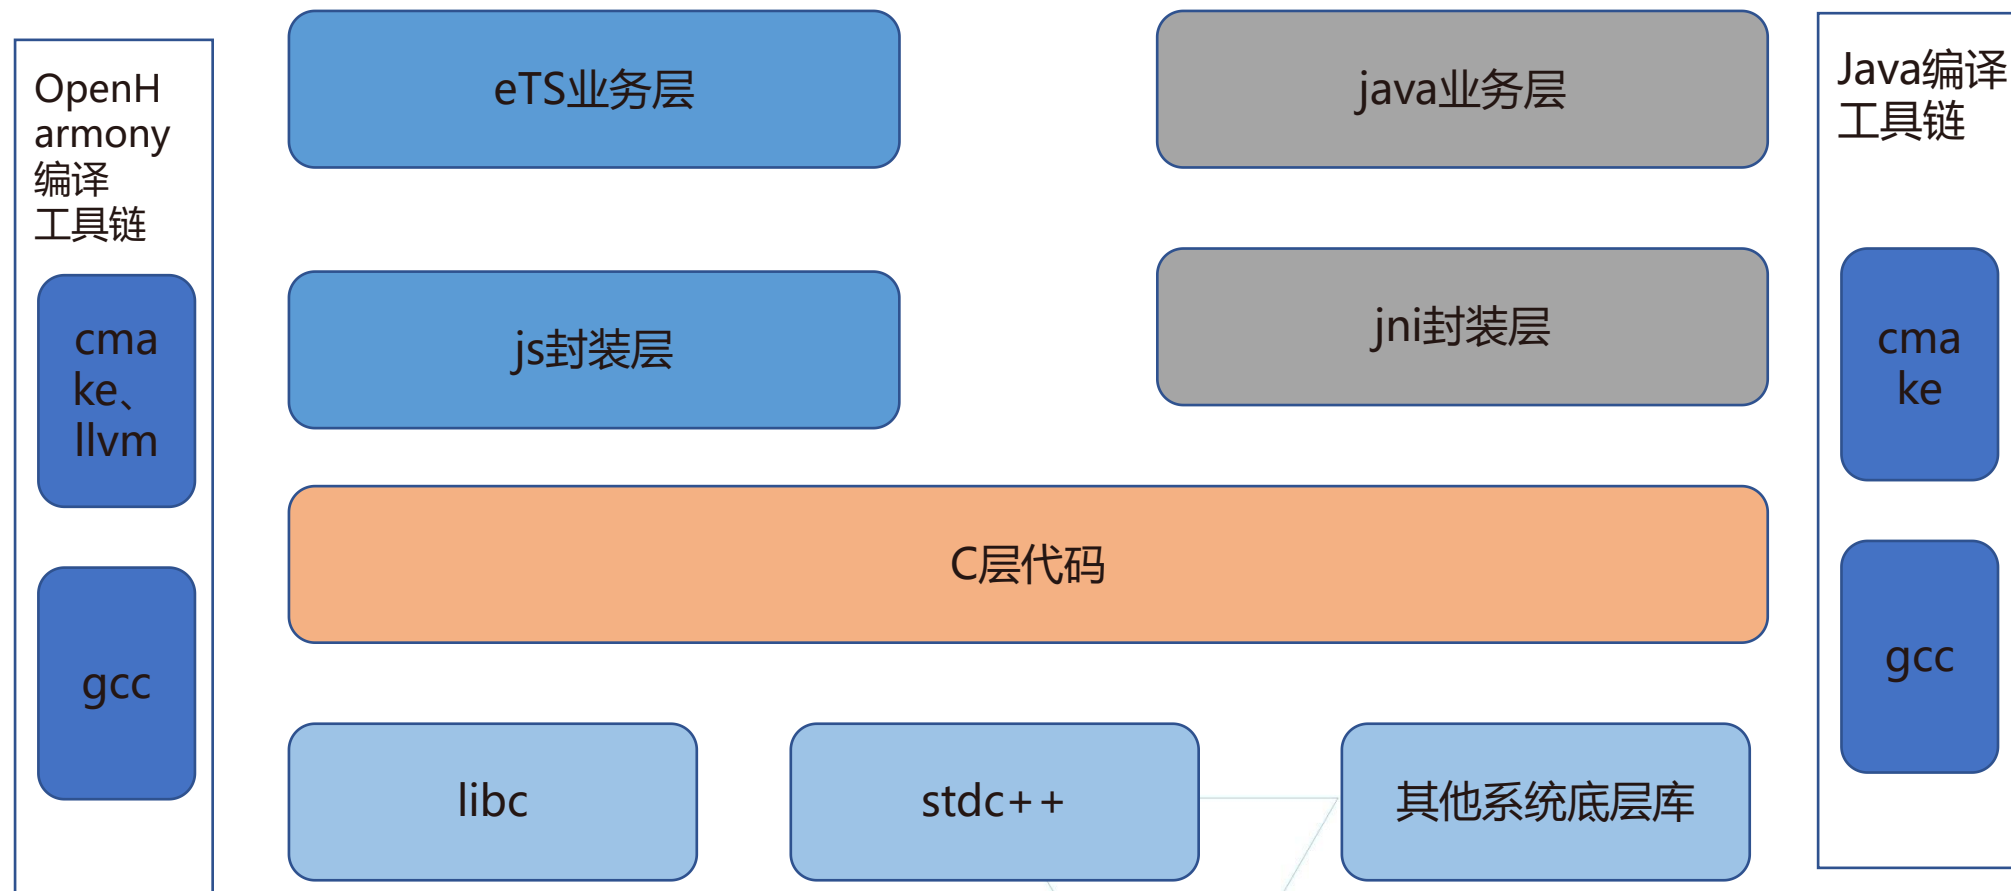 OpenH
armony
编译
工具链
cma
ke、
llvm
gcc
eTS业务层
java业务层
js封装层
jni封装层
C层代码
libc
stdc++
其他系统底层库
Java编译
工具链
cma
ke
gcc